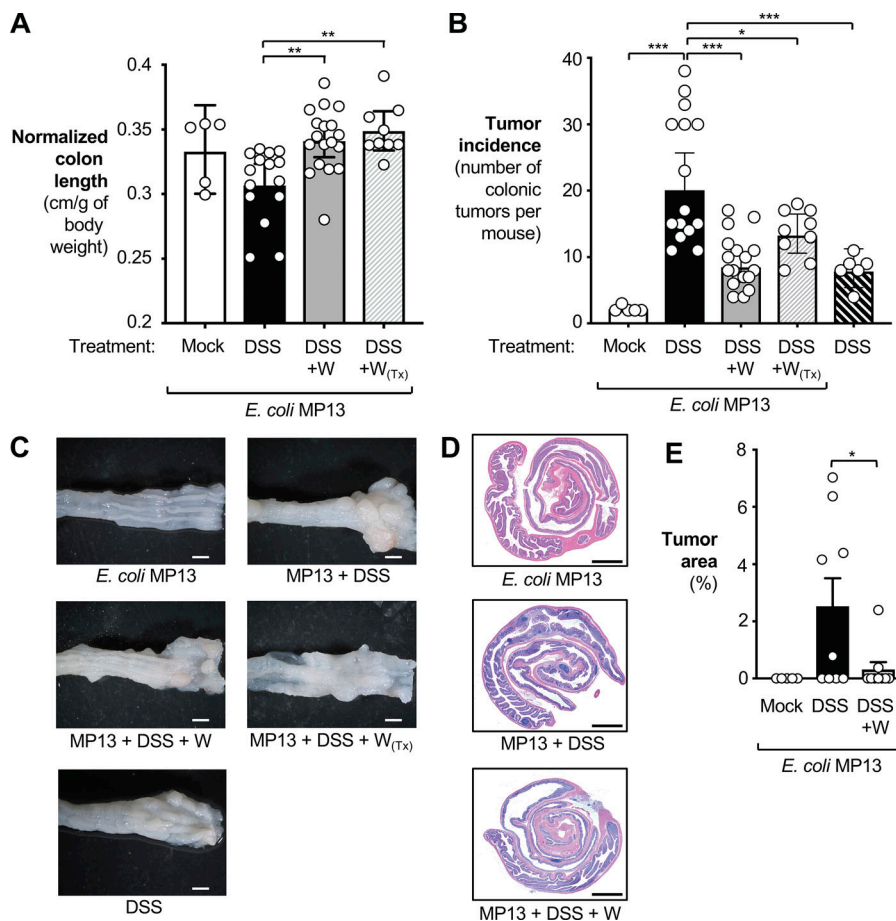 A
**
**
0.4
0.35
0.3
0.25
0.2
Normalized
colon
length
(cm/g of
body
weight)
Treatment:
Mock
DSS
DSS
+W
DSS
+W(Tx)
E. coli MP13
B
***
*
***
***
40
30
20
10
0
Tumor
incidence
(number of
colonic
tumors per
mouse)
Treatment:
Mock
DSS
DSS
+W
DSS
+W(Tx)
DSS
E. coli MP13
C
E. coli MP13
MP13 + DSS
MP13 + DSS + W
MP13 + DSS + W(Tx)
DSS
D
E. coli MP13
MP13 + DSS
MP13 + DSS + W
E
*
8
6
4
2
0
Tumor
area
(%)
Mock
DSS
DSS
+W
E. coli MP13